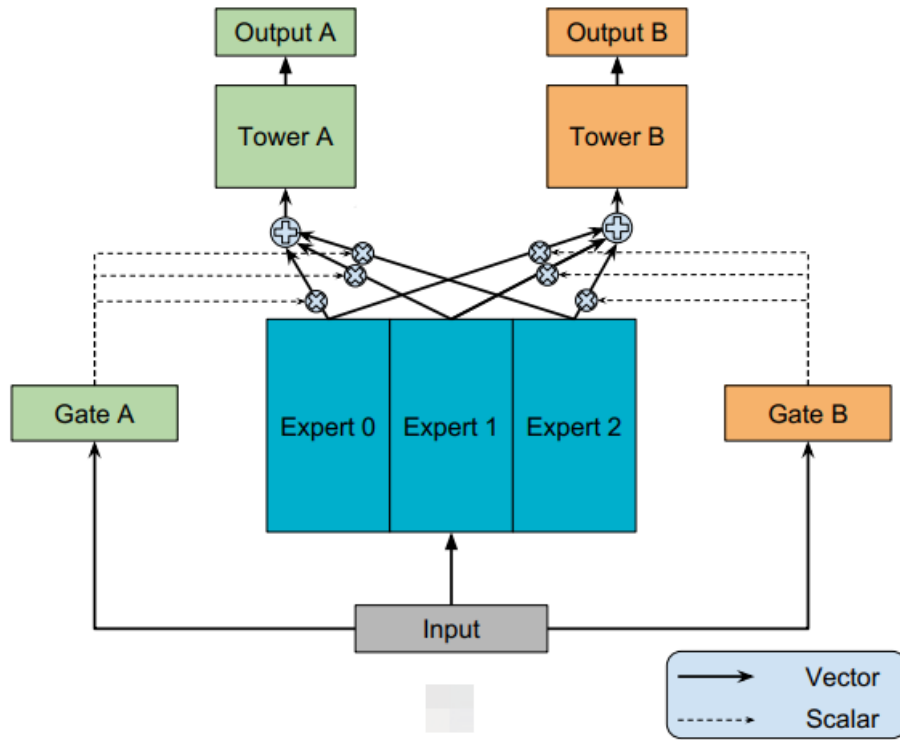 Output A
Output B
Tower A
Tower B
Gate A
Expert 0
Expert 1
Expert 2
Gate B
Input
Vector
Scalar